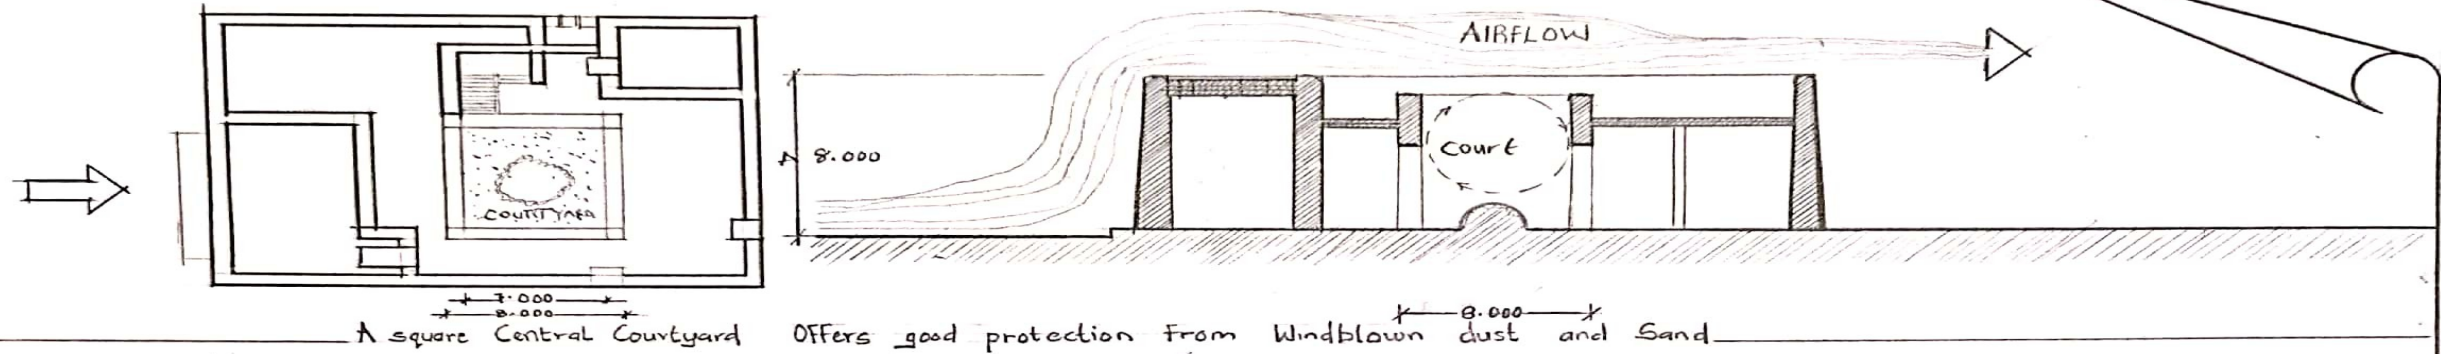 AIRFLOW
8.000
Court
COURTYARD
7.000
8.000
8.000
A square Central Courtyard Offers good protection From Windblown dust and Sand